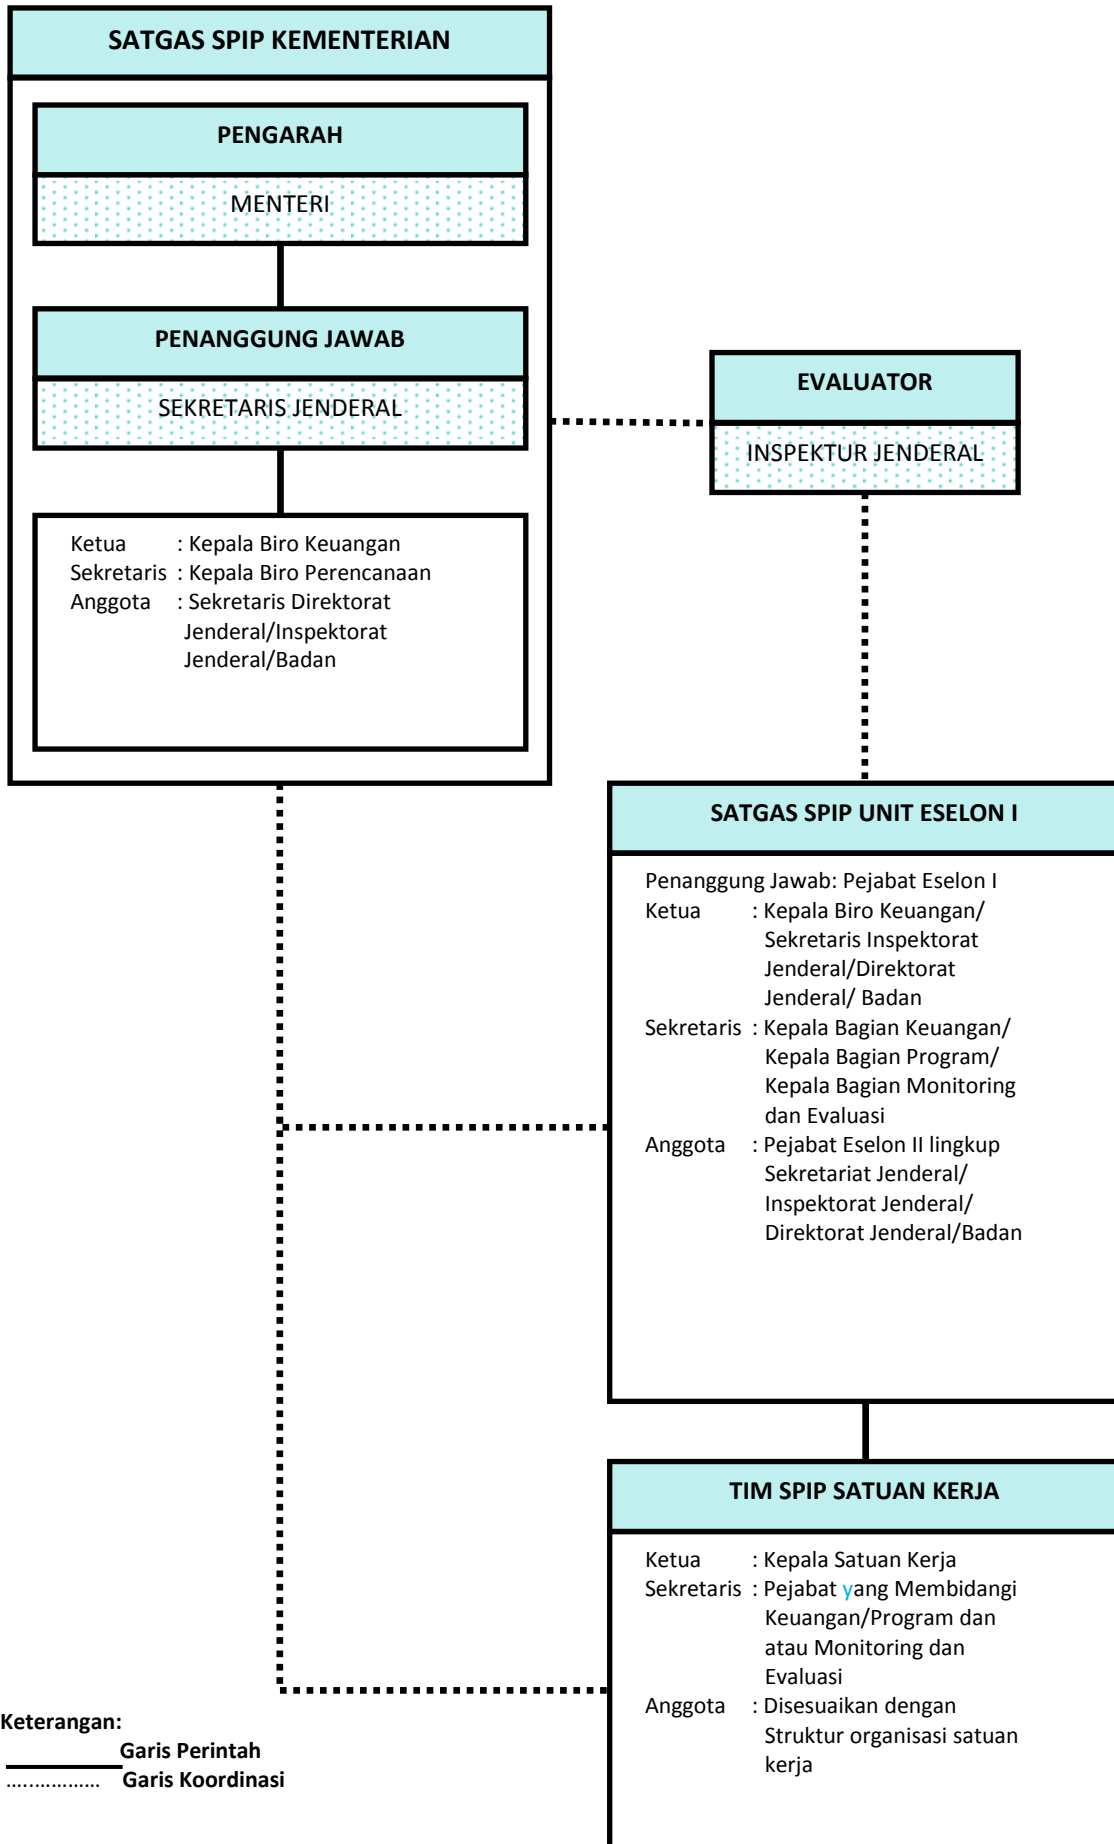 SATGAS SPIP KEMENTERIAN
PENGARAH
MENTERI
PENANGGUNG JAWAB
SEKRETARIS JENDERAL
Ketua : Kepala Biro Keuangan
Sekretaris : Kepala Biro Perencanaan
Anggota : Sekretaris Direktorat
Jenderal/Inspektorat
Jenderal/Badan
EVALUATOR
INSPEKTUR JENDERAL
SATGAS SPIP UNIT ESELON I
Penanggung Jawab: Pejabat Eselon I
Ketua : Kepala Biro Keuangan/
Sekretaris Inspektorat
Jenderal/Direktorat
Jenderal/ Badan
Sekretaris : Kepala Bagian Keuangan/
Kepala Bagian Program/
Kepala Bagian Monitoring
dan Evaluasi
Anggota : Pejabat Eselon II lingkup
Sekretariat Jenderal/
Inspektorat Jenderal/
Direktorat Jenderal/Badan
TIM SPIP SATUAN KERJA
Ketua : Kepala Satuan Kerja
Sekretaris : Pejabat yang Membidangi
Keuangan/Program dan
atau Monitoring dan
Evaluasi
Anggota : Disesuaikan dengan
Struktur organisasi satuan
kerja
Keterangan:
Garis Perintah
............... Garis Koordinasi